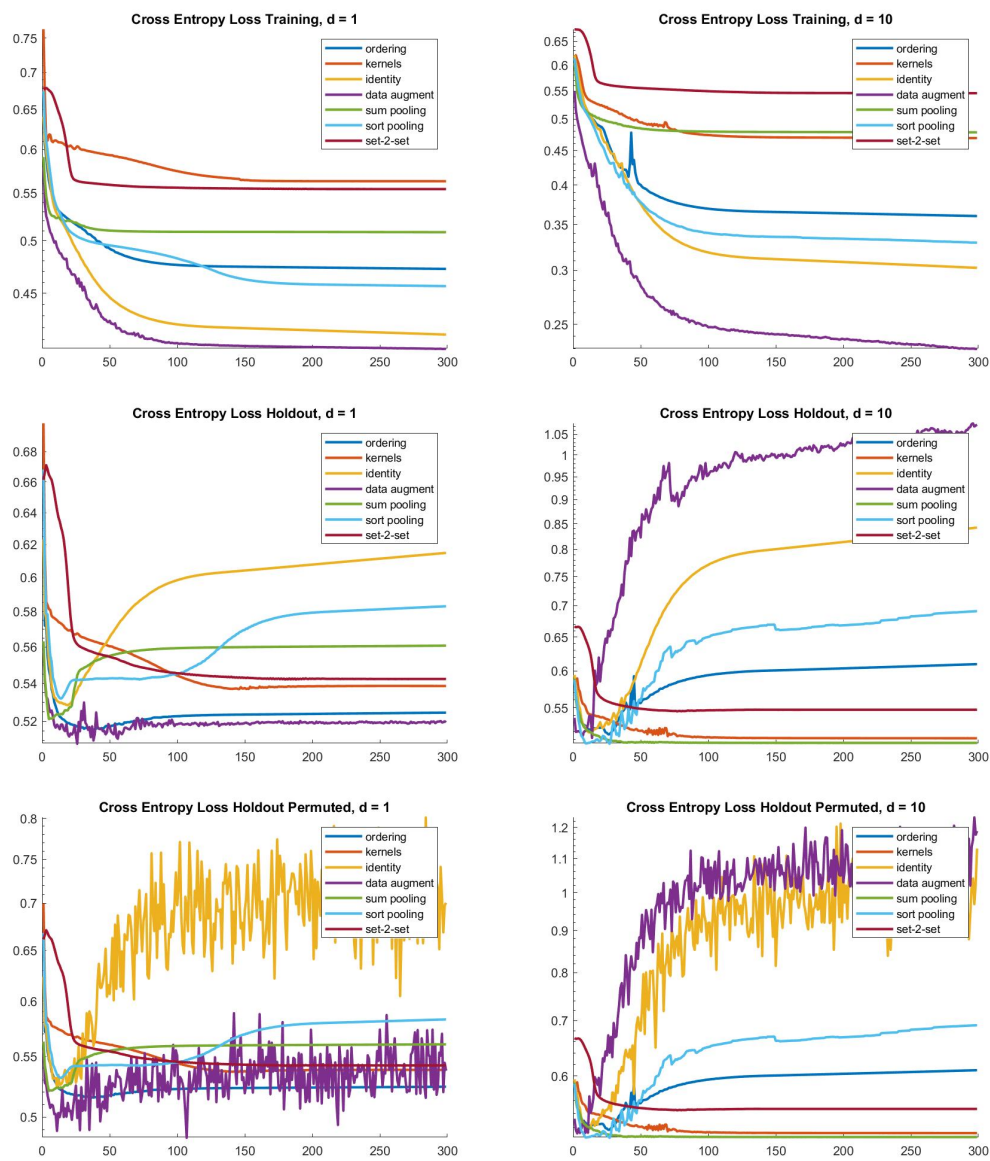 Cross Entropy Loss Training, d = 1
0.75
0.7
0.65
0.6
0.55
0.5
0.45
0 50 100 150 200 250 300
ordering
kernels
identity
data augment
sum pooling
sort pooling
set-2-set
Cross Entropy Loss Training, d = 10
0.65
0.6
0.55
0.5
0.45
0.4
0.35
0.3
0.25
0 50 100 150 200 250 300
ordering
kernels
identity
data augment
sum pooling
sort pooling
set-2-set
Cross Entropy Loss Holdout, d = 1
0.68
0.66
0.64
0.62
0.6
0.58
0.56
0.54
0.52
0 50 100 150 200 250 300
ordering
kernels
identity
data augment
sum pooling
sort pooling
set-2-set
Cross Entropy Loss Holdout, d = 10
1.05
1
0.95
0.9
0.85
0.8
0.75
0.7
0.65
0.6
0.55
0 50 100 150 200 250 300
ordering
kernels
identity
data augment
sum pooling
sort pooling
set-2-set
Cross Entropy Loss Holdout Permuted, d = 1
0.8
0.75
0.7
0.65
0.6
0.55
0.5
0 50 100 150 200 250 300
ordering
kernels
identity
data augment
sum pooling
sort pooling
set-2-set
Cross Entropy Loss Holdout Permuted, d = 10
1.2
1.1
1
0.9
0.8
0.7
0.6
0 50 100 150 200 250 300
ordering
kernels
identity
data augment
sum pooling
sort pooling
set-2-set